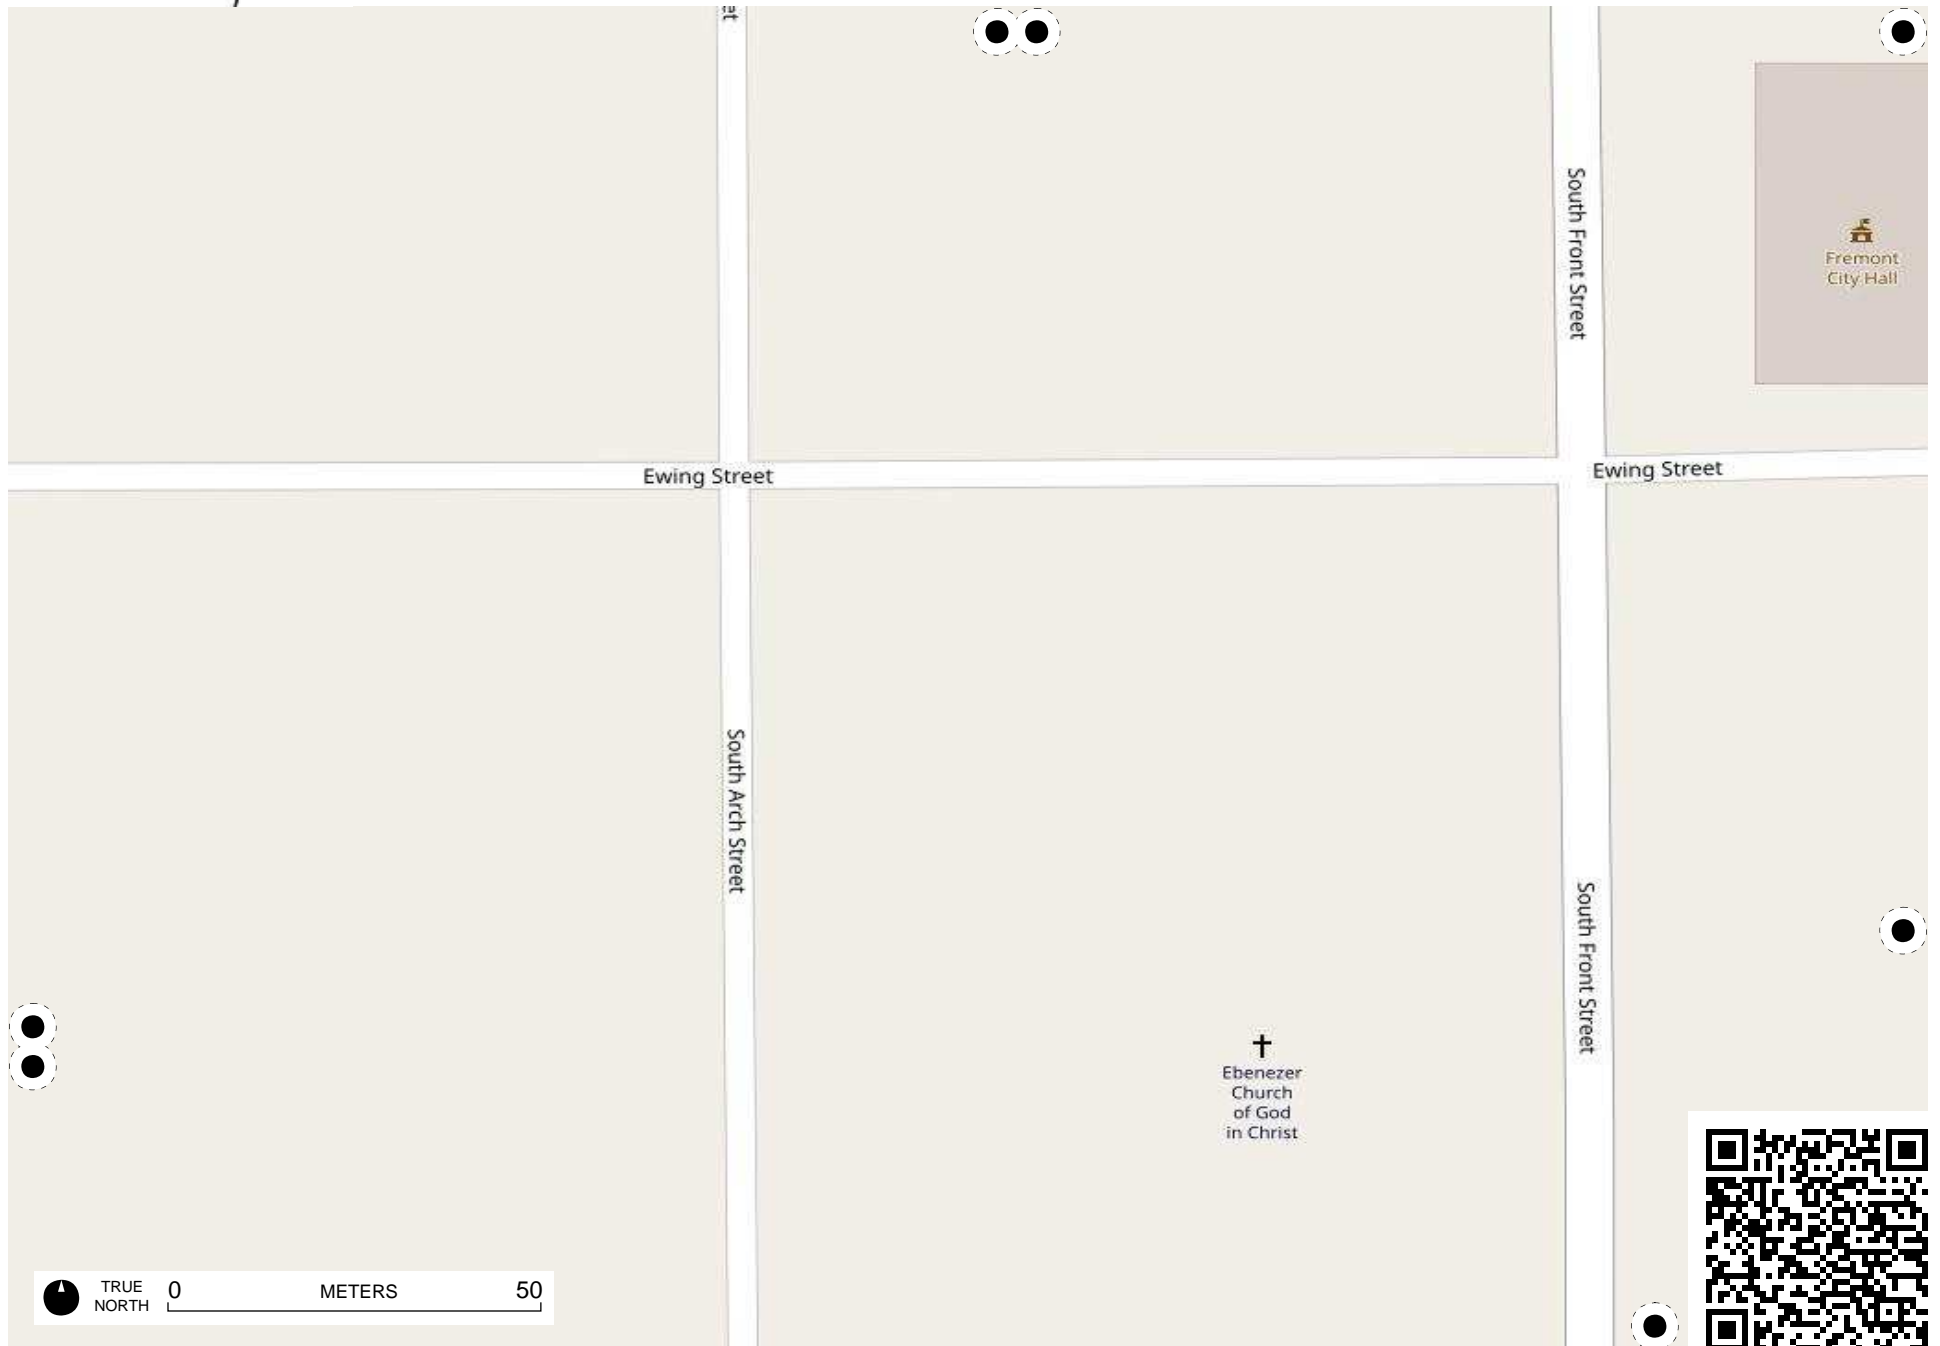 et
South Front Street
Fremont
City Hall
Ewing Street
Ewing Street
South Arch Street
South Front Street
Ebenezer
Church
of God
in Christ
TRUE
NORTH
0
METERS
50